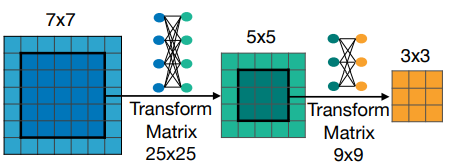 7x7
5x5
3x3
Transform
Matrix
25x25
Transform
Matrix
9x9